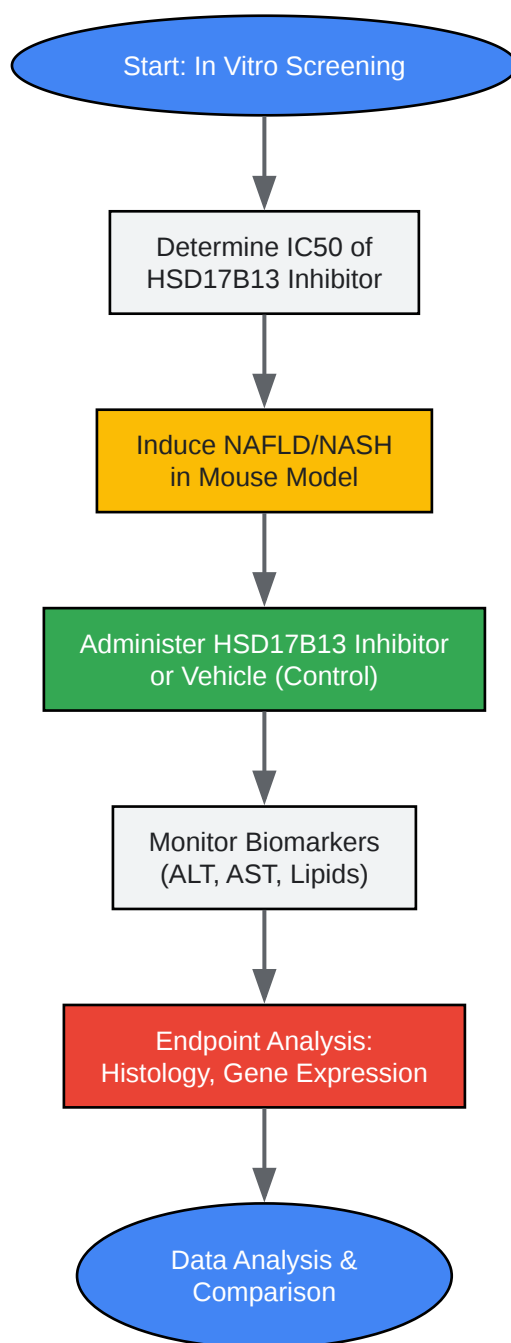 Start: In Vitro Screening
Determine IC50 of
HSD17B13 Inhibitor
Induce NAFLD/NASH
in Mouse Model
Administer HSD17B13 Inhibitor
or Vehicle (Control)
Monitor Biomarkers
(ALT, AST, Lipids)
Endpoint Analysis:
Histology, Gene Expression
Data Analysis &
Comparison